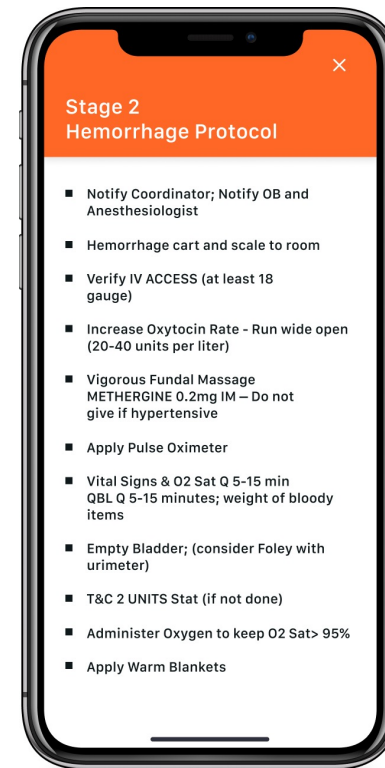 Stage 2
Hemorrhage Protocol
▪ Notify Coordinator; Notify OB and
Anesthesiologist
▪ Hemorrhage cart and scale to room
▪ Verify IV ACCESS (at least 18
gauge)
▪ Increase Oxytocin Rate - Run wide open
(20-40 units per liter)
▪ Vigorous Fundal Massage
METHERGINE 0.2mg IM – Do not
give if hypertensive
▪ Apply Pulse Oximeter
▪ Vital Signs & O2 Sat Q 5-15 min
QBL Q 5-15 minutes; weight of bloody
items
▪ Empty Bladder; (consider Foley with
urimeter)
▪ T&C 2 UNITS Stat (if not done)
▪ Administer Oxygen to keep O2 Sat> 95%
▪ Apply Warm Blankets